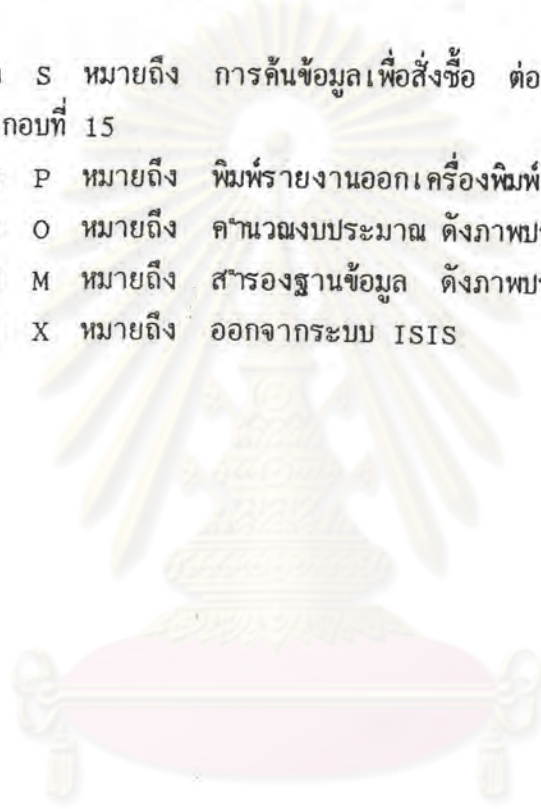 S หมายถึง การค้นข้อมูลเพื่อสั่งซื้อ ต่อ
กอบที่ 15
P หมายถึง พิมพ์รายงานออกเครื่องพิมพ์
O หมายถึง คำนวณงบประมาณ ดังภาพปร
M หมายถึง สำรองฐานข้อมูล ดังภาพปร
X หมายถึง ออกจากระบบ ISIS